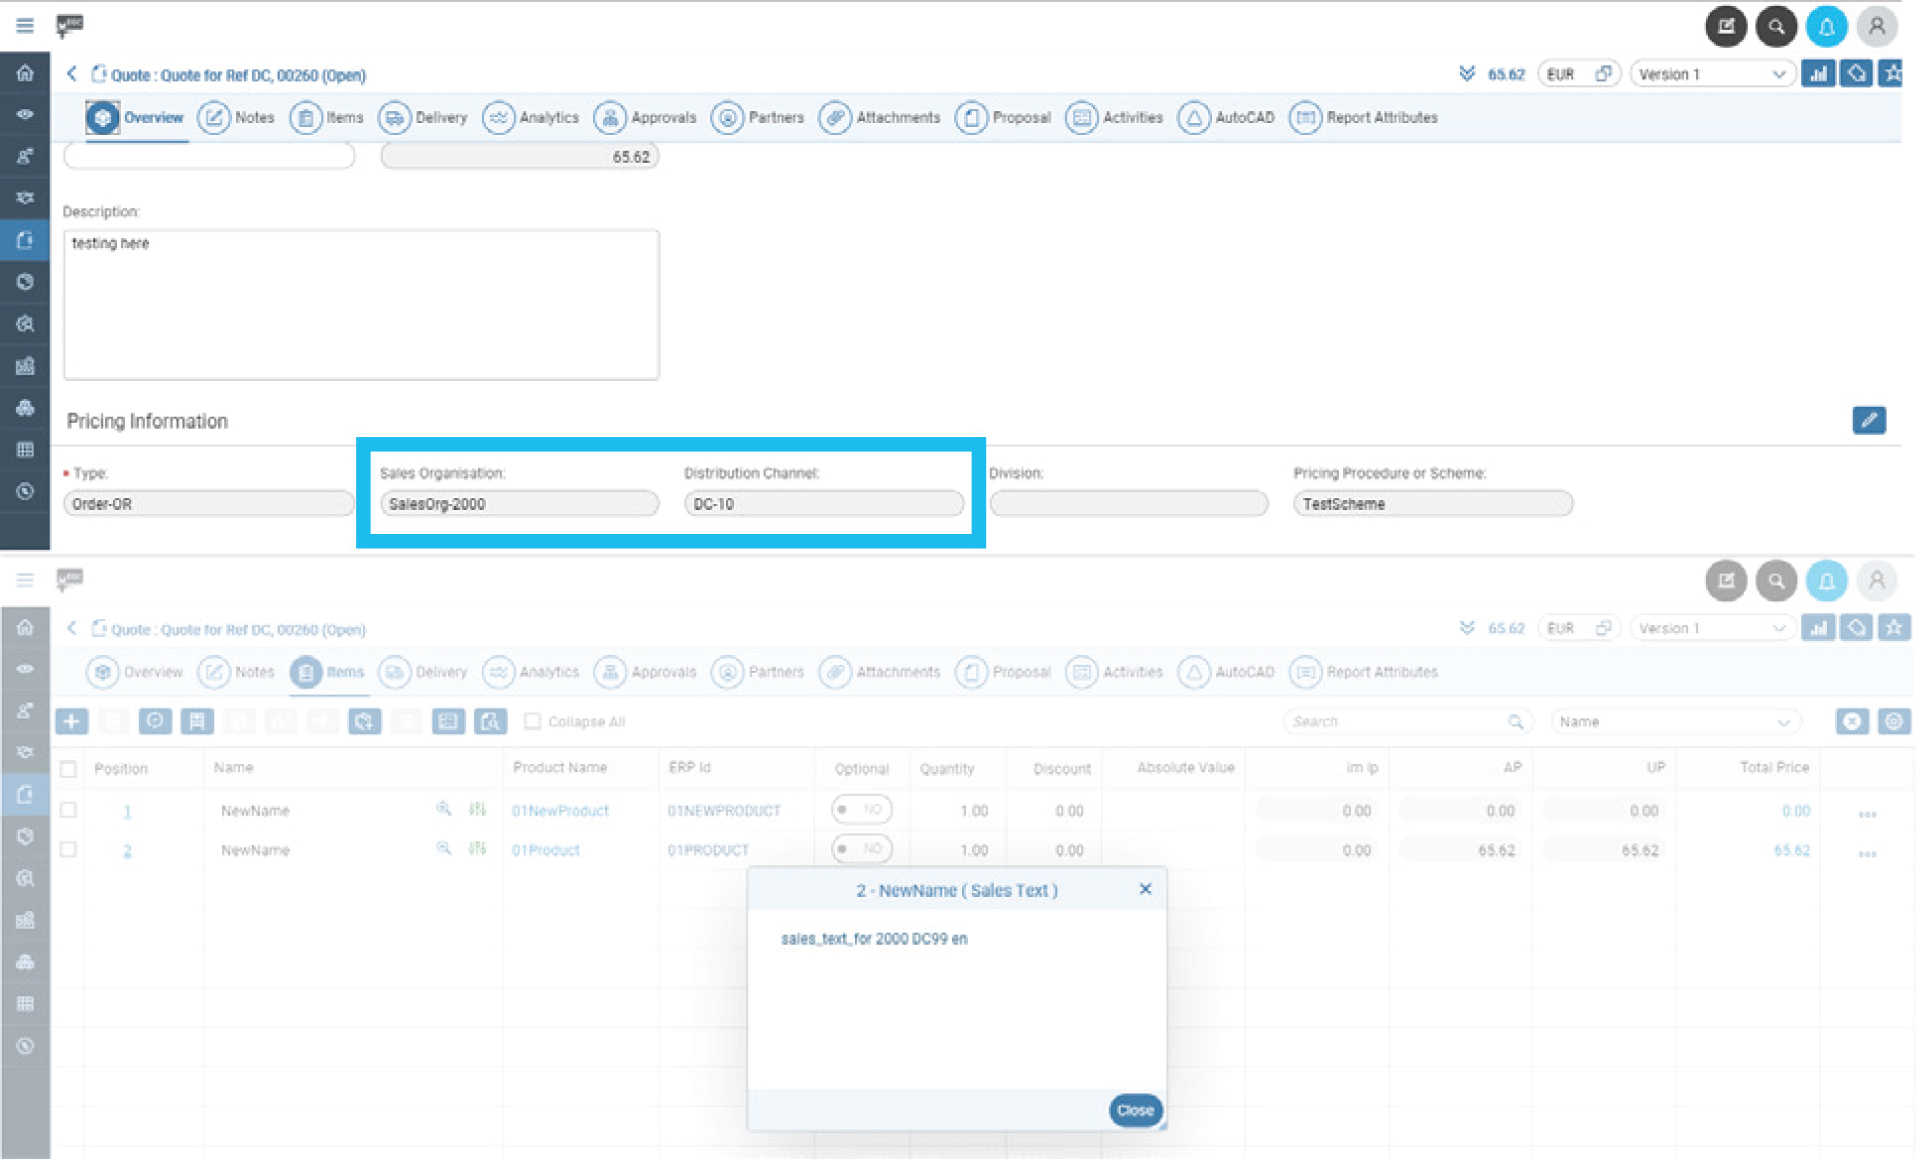 Quote : Quote for Ref DC, 00260 (Open)
65.62 EUR Version 1
Overview Notes Items Delivery Analytics Approvals Partners Attachments Proposal Activities AutoCAD Report Attributes
65.62
Description:
testing here
Pricing Information
Type: Sales Organisation: Distribution Channel: Division: Pricing Procedure or Scheme:
Order-OR SalesOrg-2000 DC-10 TestScheme
Quote : Quote for Ref DC, 00260 (Open)
65.62 EUR Version 1
Overview Notes Items Delivery Analytics Approvals Partners Attachments Proposal Activities AutoCAD Report Attributes
Collapse All Search Name
Position Name Product Name ERP Id Optional Quantity Discount Absolute Value im lp AP UP Total Price
1 NewName 01NewProduct 01NEWPRODUCT NO 1.00 0.00 0.00 0.00 0.00 0.00
2 NewName 01Product 01PRODUCT NO 1.00 0.00 0.00 65.62 65.62 65.62
2 - NewName ( Sales Text )
sales_text_for 2000 DC99 en
Close